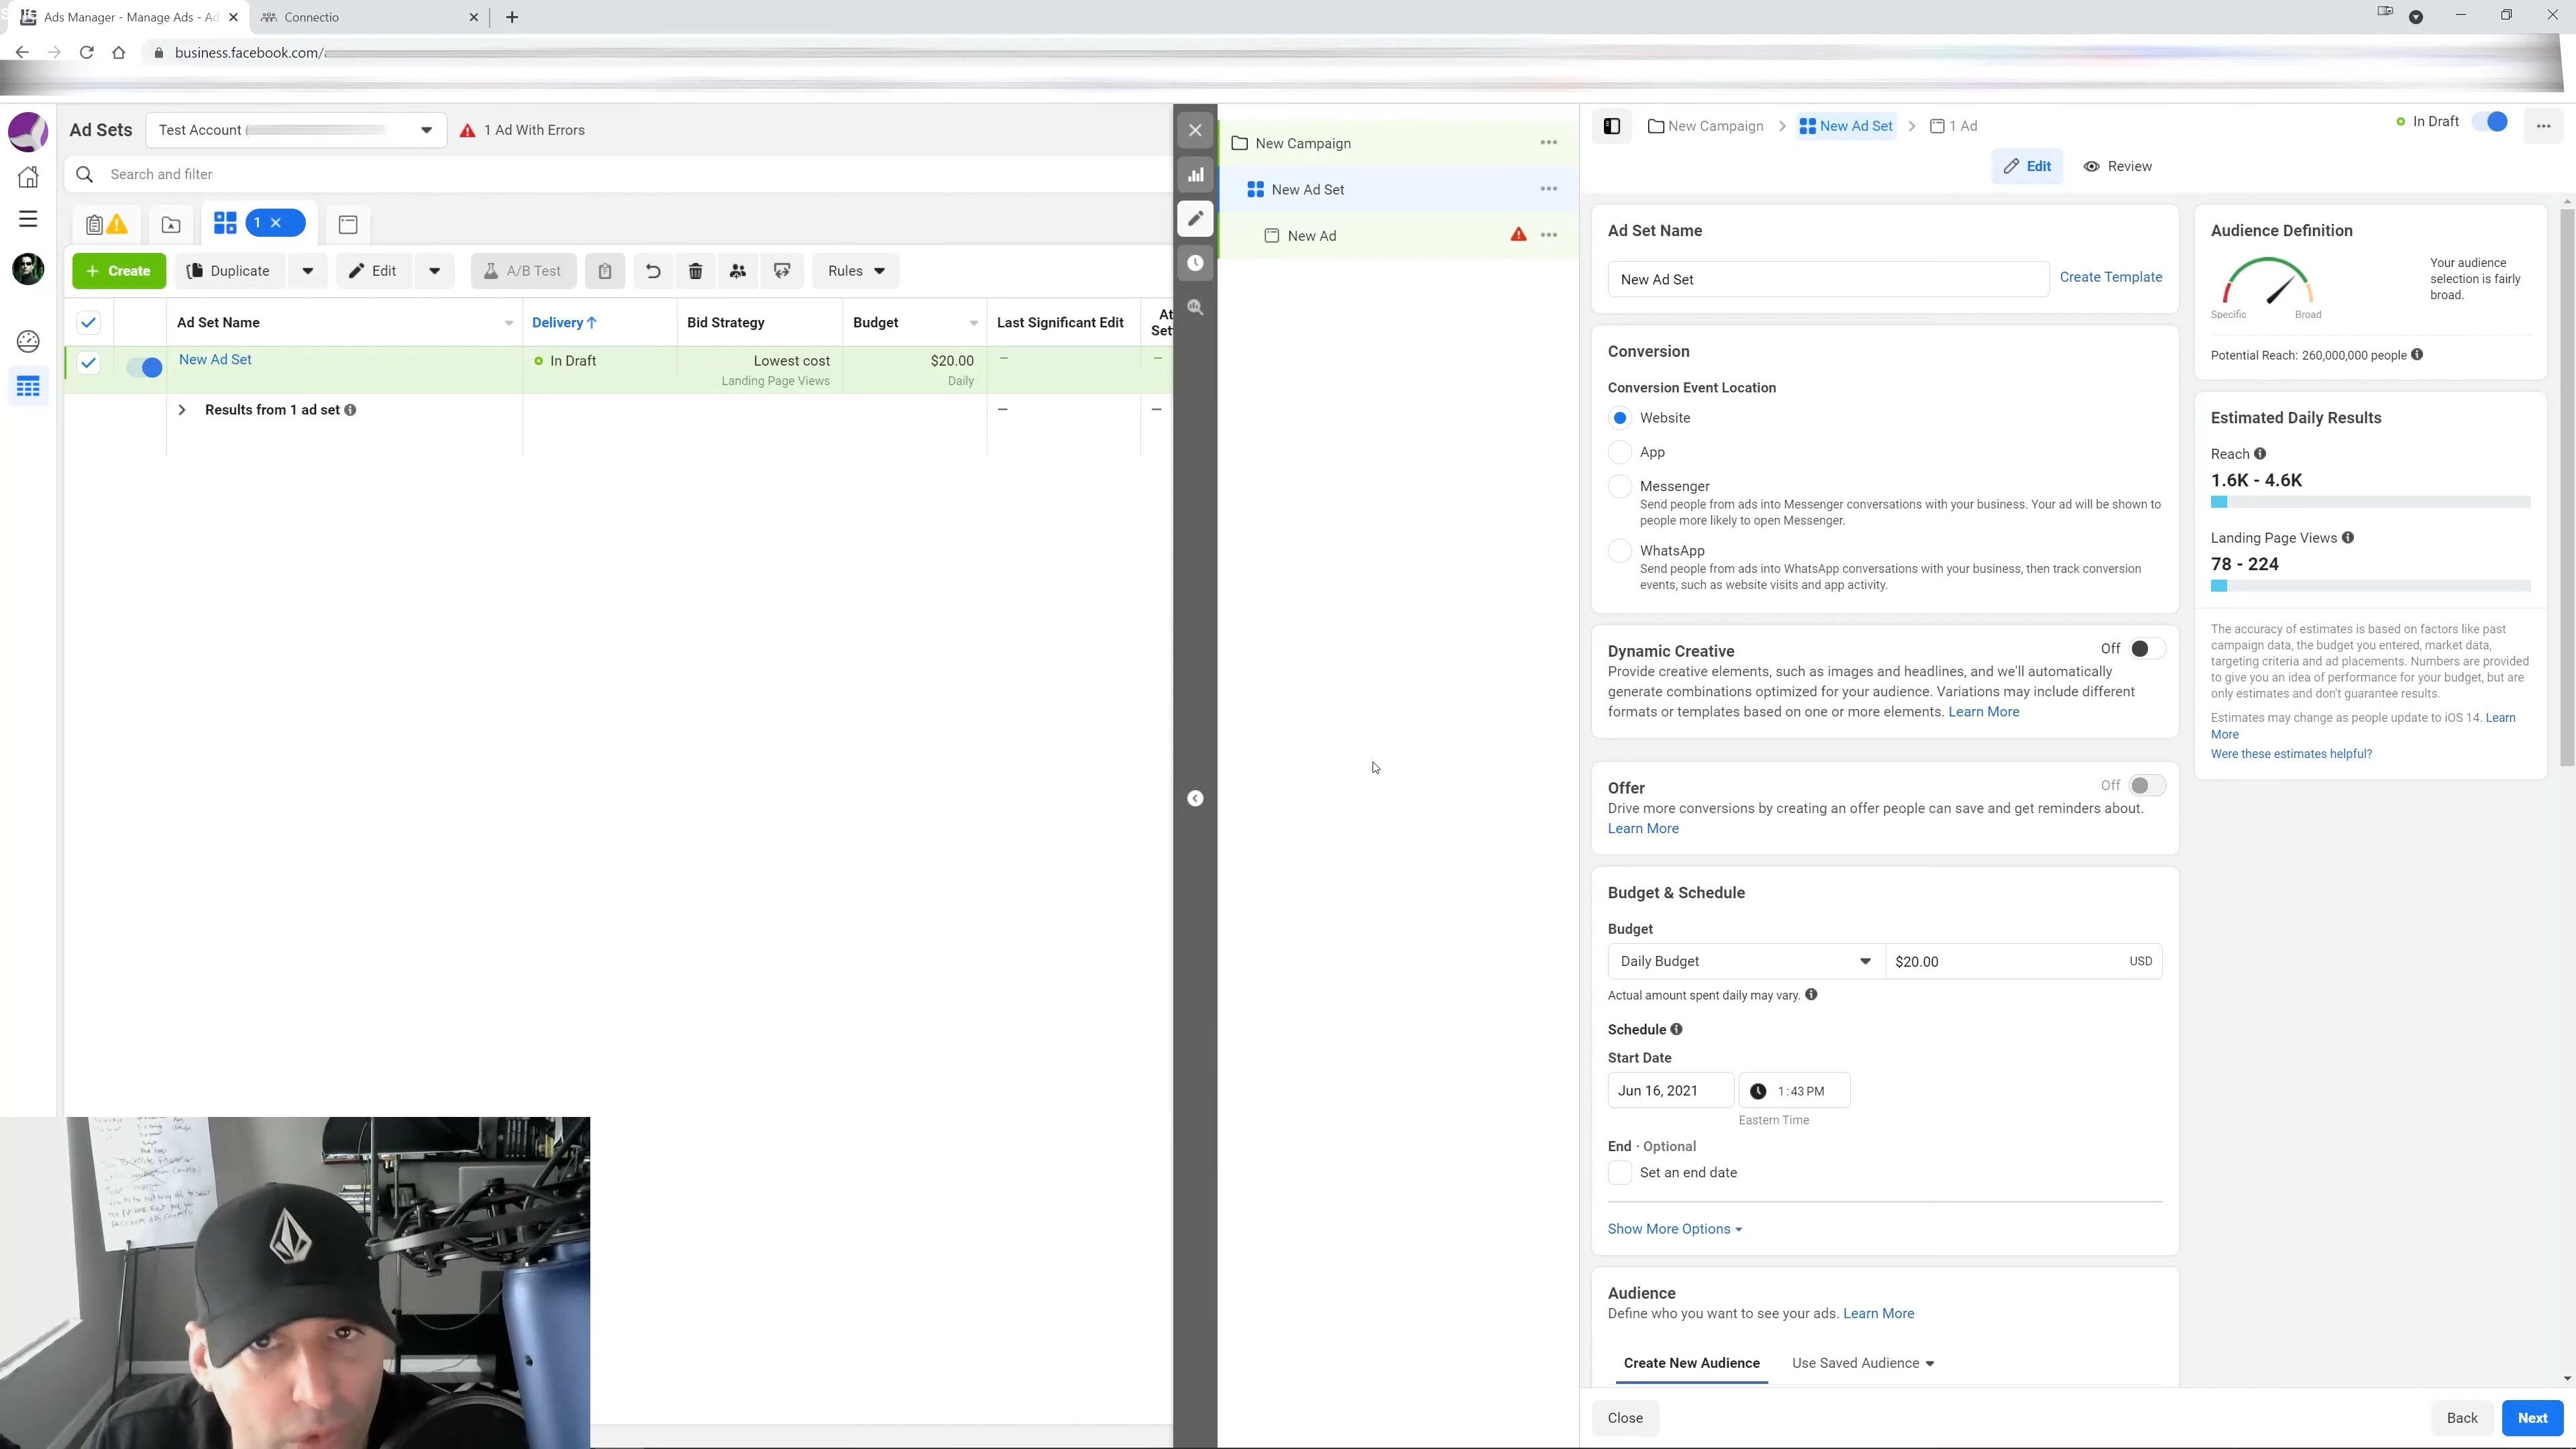 Ads Manager - Manage Ads - Ad
Connectio
business.facebook.com/
Ad Sets
Test Account (
1 Ad With Errors
Search and filter
1
Create
Duplicate
Edit
A/B Test
Rules
Ad Set Name
Delivery
Bid Strategy
Budget
Last Significant Edit
At
Set
New Ad Set
In Draft
Lowest cost
Landing Page Views
$20.00
Daily
—
—
Results from 1 ad set
—
—
New Campaign
New Ad Set
New Ad
New Campaign
New Ad Set
1 Ad
In Draft
Edit
Review
Ad Set Name
New Ad Set
Create Template
Conversion
Conversion Event Location
Website
App
Messenger
Send people from ads into Messenger conversations with your business. Your ad will be shown to
people more likely to open Messenger.
WhatsApp
Send people from ads into WhatsApp conversations with your business, then track conversion
events, such as website visits and app activity.
Dynamic Creative
Off
Provide creative elements, such as images and headlines, and we'll automatically
generate combinations optimized for your audience. Variations may include different
formats or templates based on one or more elements. Learn More
Offer
Off
Drive more conversions by creating an offer people can save and get reminders about.
Learn More
Budget & Schedule
Budget
Daily Budget
$20.00
USD
Actual amount spent daily may vary.
Schedule
Start Date
Jun 16, 2021
1:43 PM
Eastern Time
End · Optional
Set an end date
Show More Options
Audience
Define who you want to see your ads. Learn More
Create New Audience
Use Saved Audience
Close
Back
Next
Audience Definition
Your audience
selection is fairly
broad.
Specific
Broad
Potential Reach: 260,000,000 people
Estimated Daily Results
Reach
1.6K - 4.6K
Landing Page Views
78 - 224
The accuracy of estimates is based on factors like past
campaign data, the budget you entered, market data,
targeting criteria and ad placements. Numbers are provided
to give you an idea of performance for your budget, but are
only estimates and don't guarantee results.
Estimates may change as people update to iOS 14. Learn
More
Were these estimates helpful?